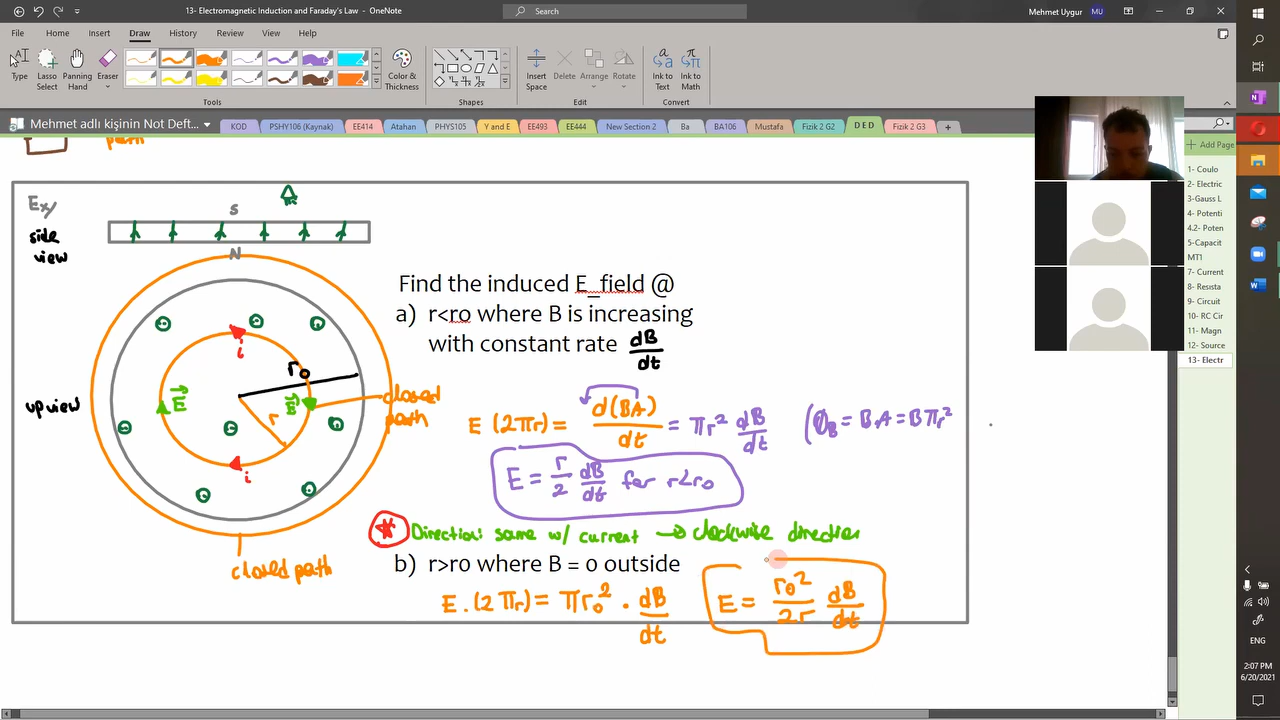 13- Electromagnetic Induction and Faraday's Law - OneNote
Search
Mehmet Uygur MU
File Home Insert Draw History Review View Help
Type
Lasso Select
Panning Hand
Eraser
Color & Thickness
Insert Space
Delete
Arrange
Rotate
Ink to Text
Ink to Math
Tools
Shapes
Edit
Convert
Mehmet adlı kişinin Not Deft...
KOD PSHY106 (Kaynak) EE414 Atahan PHYS105 Y and E EE493 EE444 New Section 2 Ba BA106 Mustafa Fizik 2 G2 D E D Fizik 2 G3 +
Add Page
1- Coulo
2- Electric
3-Gauss L
4- Potenti
4.2- Poten
5-Capacit
MT1
7- Current
8- Resista
9- Circuit
10- RC Cir
11- Magn
12- Source
13- Electr
path
Ex/
side view
S
N
up view
r₀
r
i
E
E
i
closed path
closed path
Find the induced E_field @
a) r<ro where B is increasing
with constant rate dB/dt
E (2πr) = d(BA)/dt = πr² dB/dt (Φ_B = BA = Bπr²
E = r/2 dB/dt for r<r₀
* Direction: same w/ current → clockwise direction
b) r>ro where B = 0 outside
E. (2πr) = πr₀² . dB/dt
E = r₀²/2r dB/dt
ENG
2:07 PM
6/20/2021